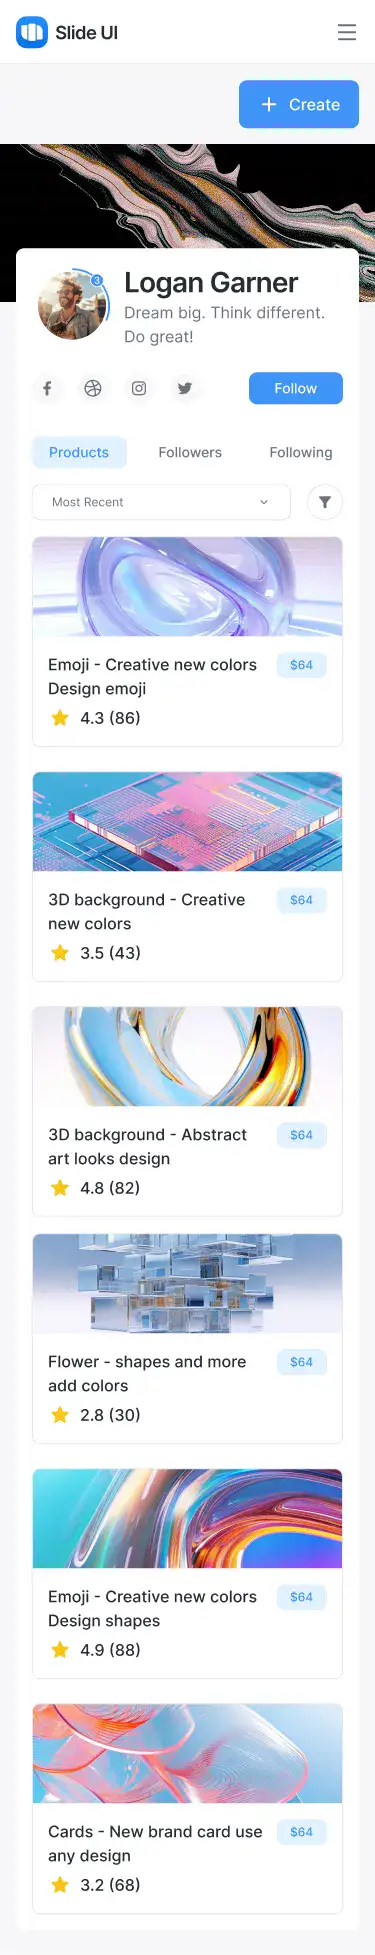 Slide UI
Create
3
Logan Garner
Dream big. Think different.
Do great!
Follow
Products
Followers
Following
Most Recent
Emoji - Creative new colors
Design emoji
$64
4.3 (86)
3D background - Creative
new colors
$64
3.5 (43)
3D background - Abstract
art looks design
$64
4.8 (82)
Flower - shapes and more
add colors
$64
2.8 (30)
Emoji - Creative new colors
Design shapes
$64
4.9 (88)
Cards - New brand card use
any design
$64
3.2 (68)